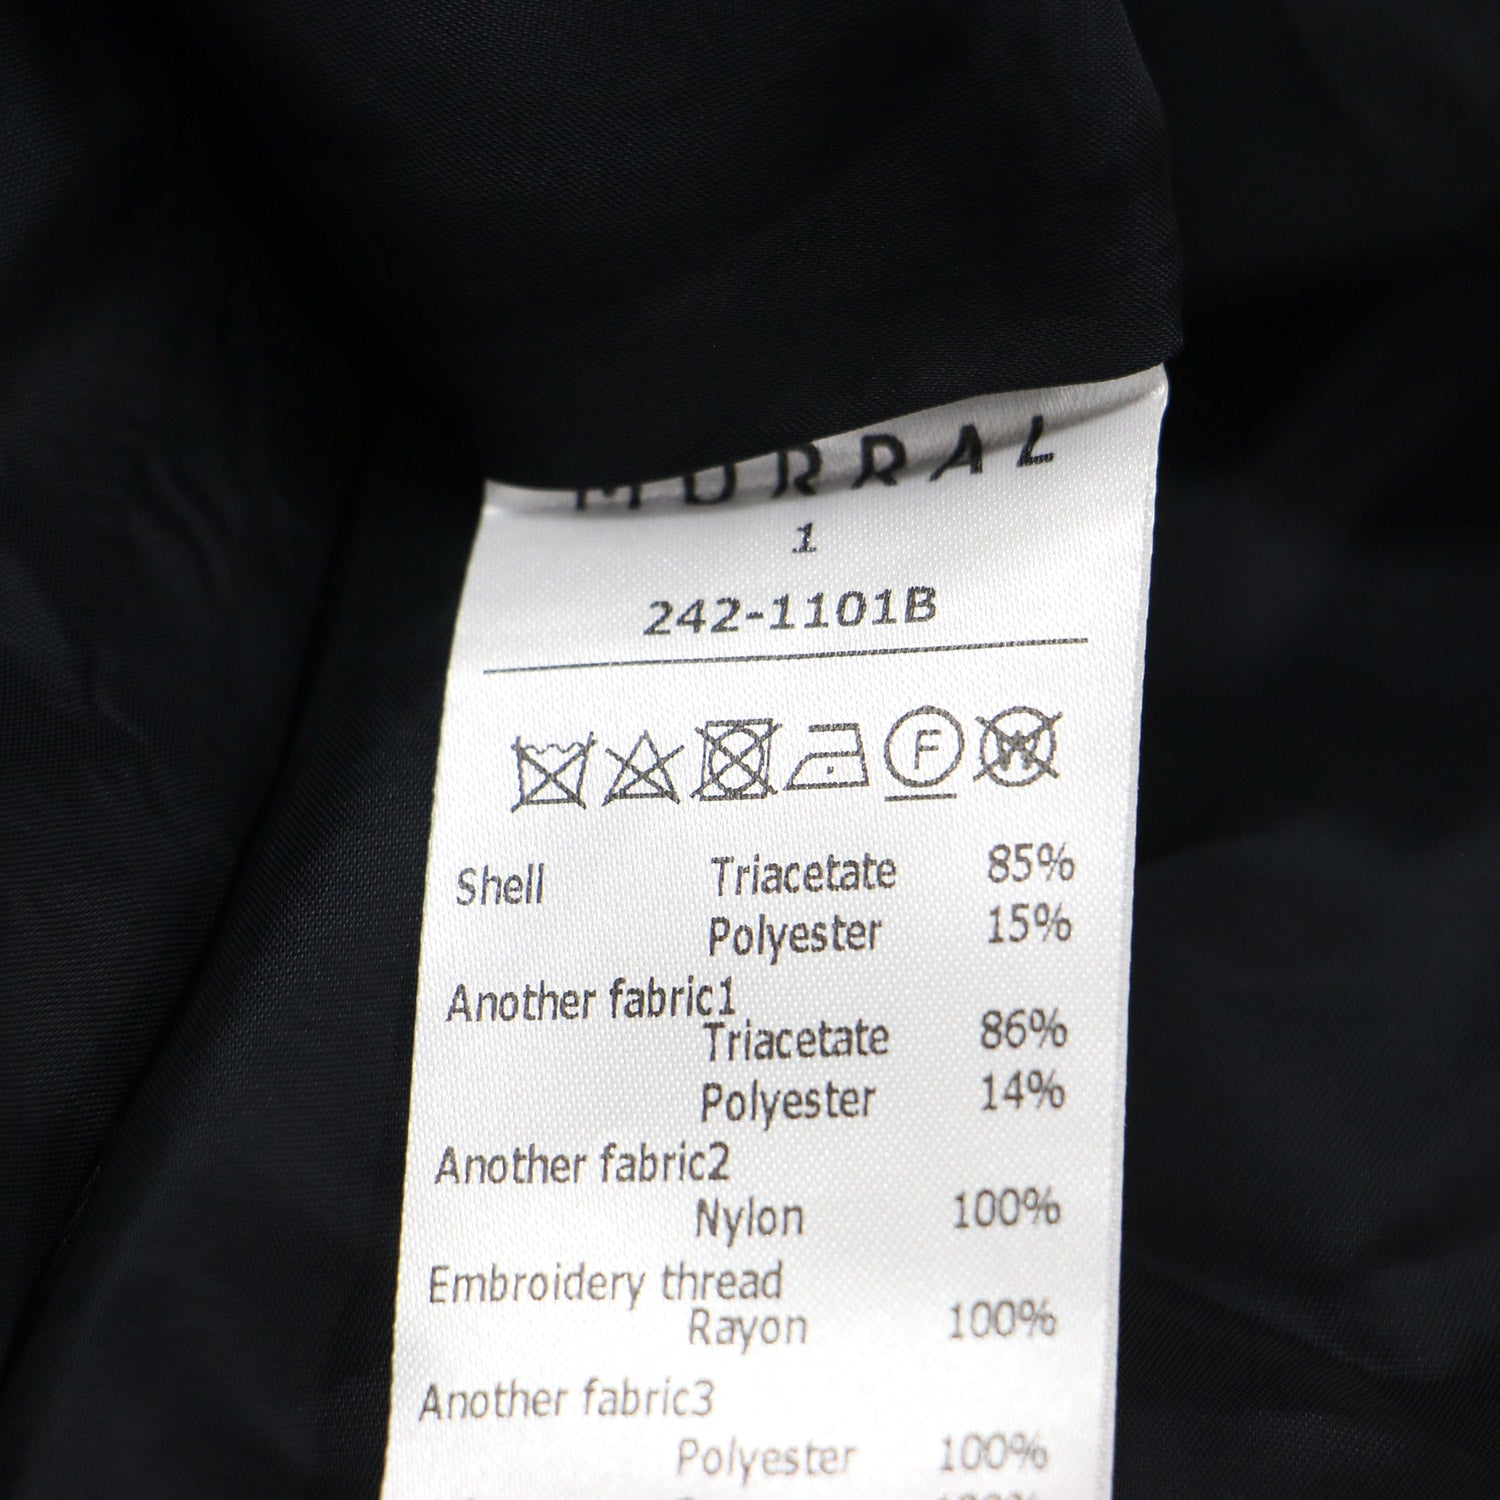 MURRAL
1
242-1101B
F W
Shell Triacetate 85%
Polyester 15%
Another fabric1
Triacetate 86%
Polyester 14%
Another fabric2
Nylon 100%
Embroidery thread
Rayon 100%
Another fabric3
Polyester 100%